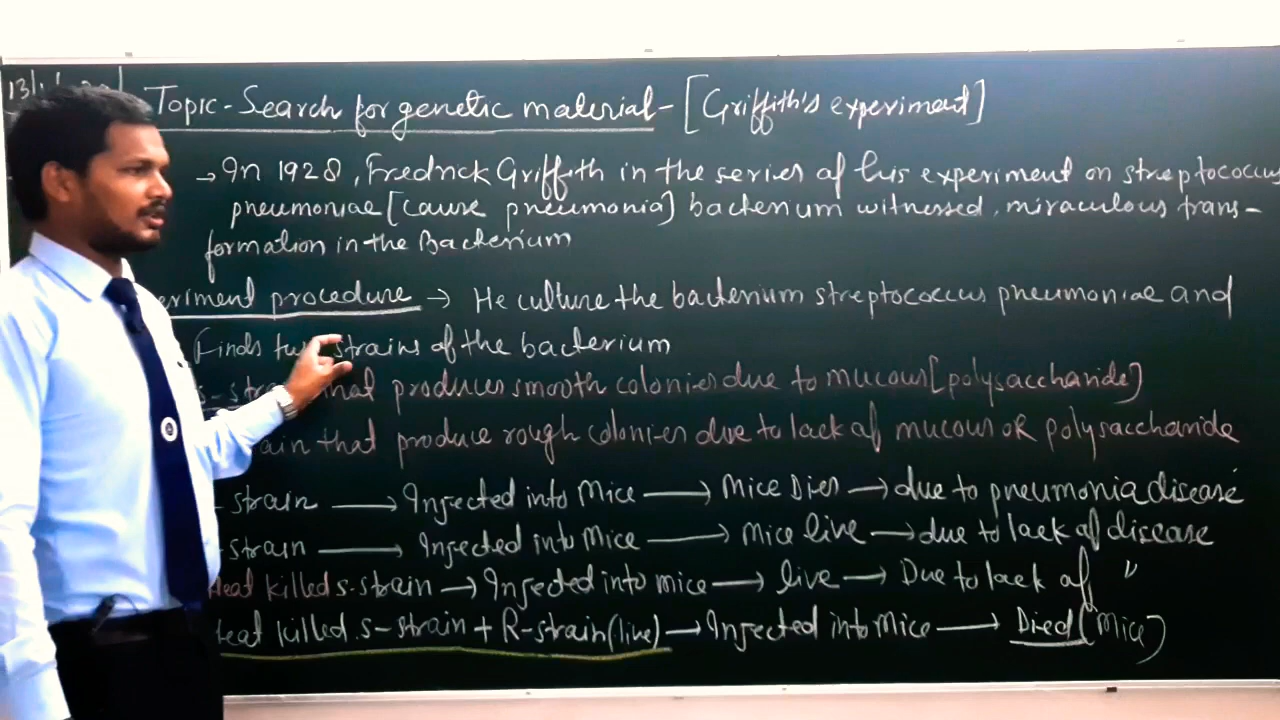 13/1
Topic - Search for genetic material - [Griffith's experiment]
→ In 1928, Fredrick Griffith in the series of his experiment on streptococcus
pneumoniae [cause pneumonia] bacterium witnessed, miraculous trans-
formation in the Bacterium
eriment procedure → He culture the bacterium streptococcus pneumoniae and
Finds strains of the bacterium
s-stra that produces smooth colonies due to mucous [polysaccharide)
rain that produce rough colonies due to lack of mucous OR polysaccharide
- strain → Injected into Mice → Mice Dies → due to pneumonia disease
- strain → Injected into Mice → Mice live → due to lack of disease
Heat killed s-strain → Injected into mice → live → Due to lack of "
Heat killed s-strain + R-strain (live) → Injected into Mice → Died (Mice)